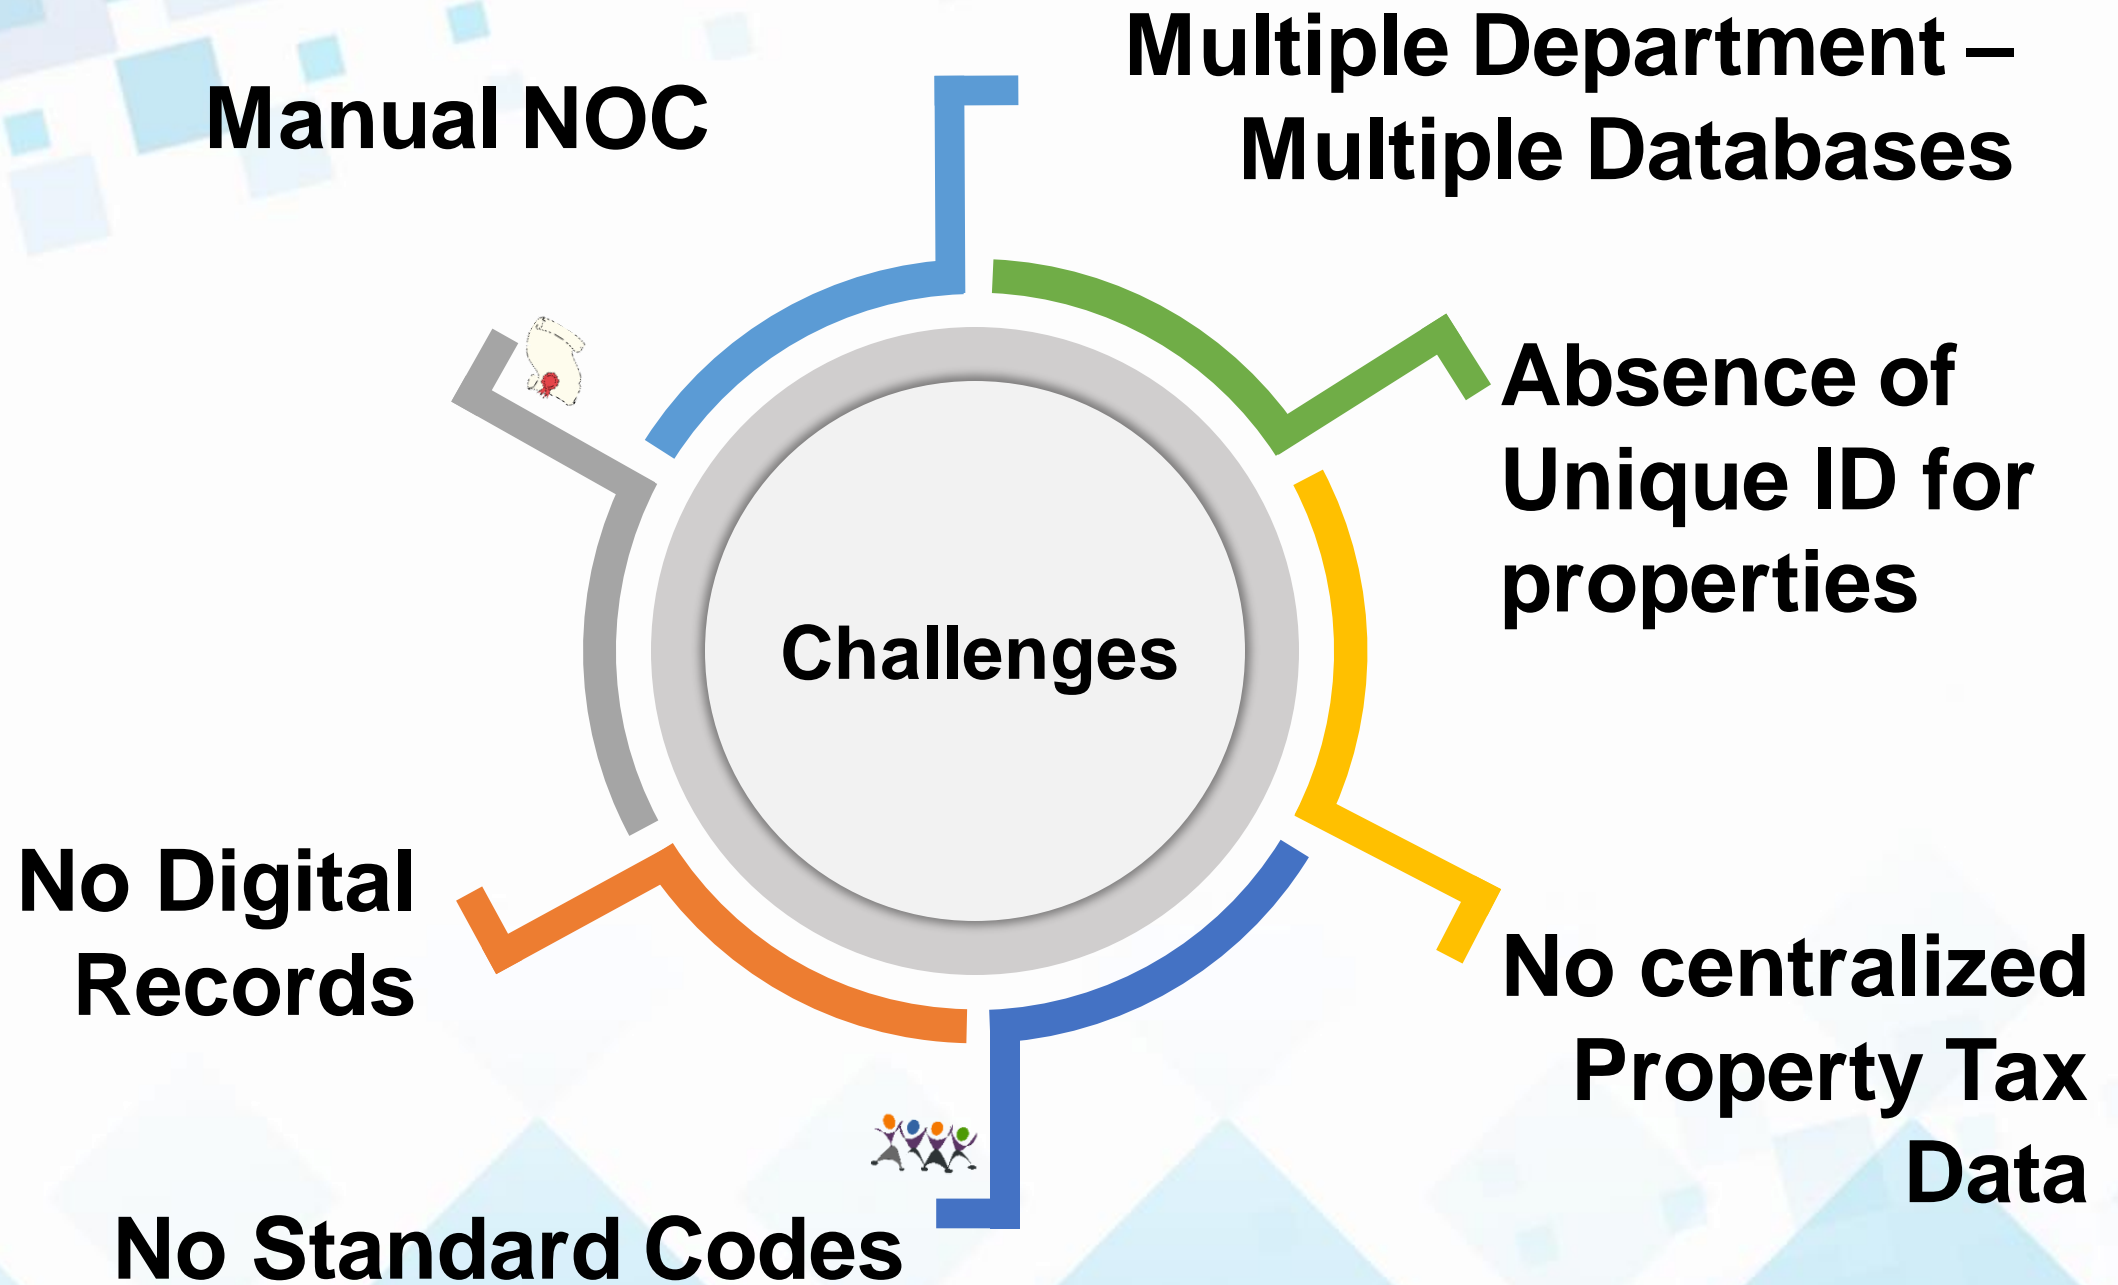 Manual NOC
Multiple Department –
Multiple Databases
Absence of
Unique ID for
properties
Challenges
No Digital
Records
No centralized
Property Tax
Data
No Standard Codes